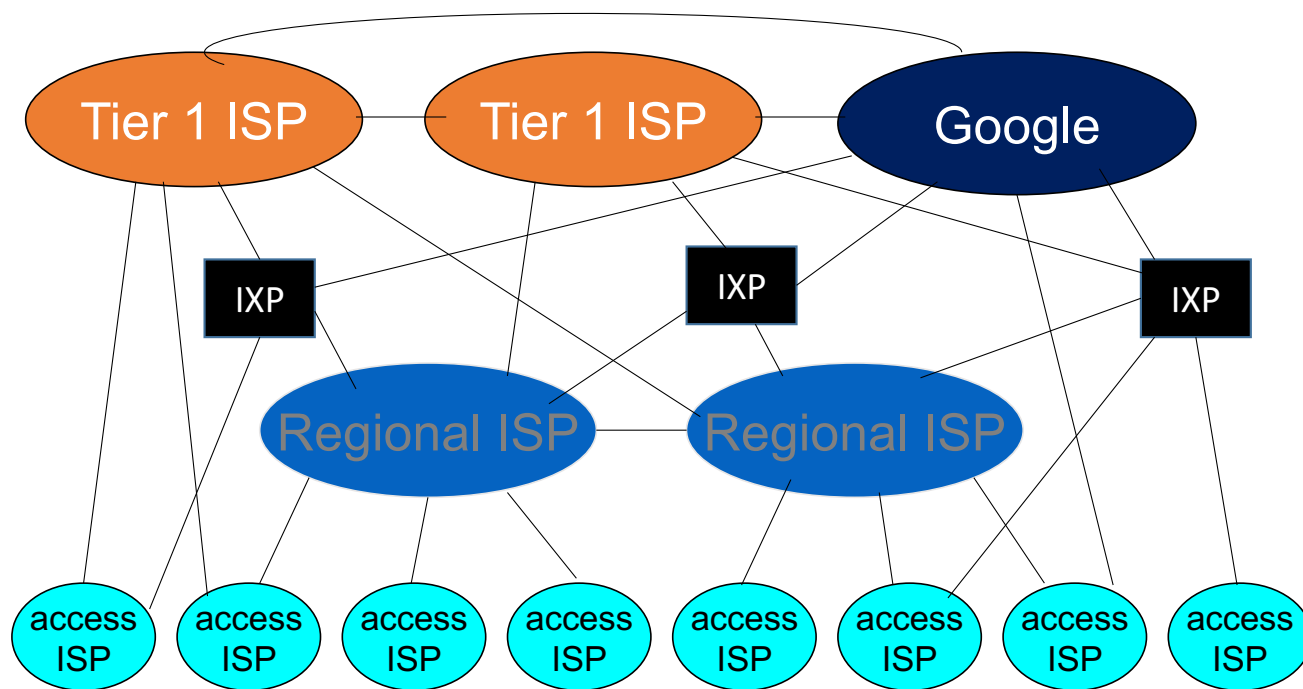 Tier 1 ISP
Tier 1 ISP
Google
IXP
IXP
IXP
Regional ISP
Regional ISP
access
ISP
access
ISP
access
ISP
access
ISP
access
ISP
access
ISP
access
ISP
access
ISP